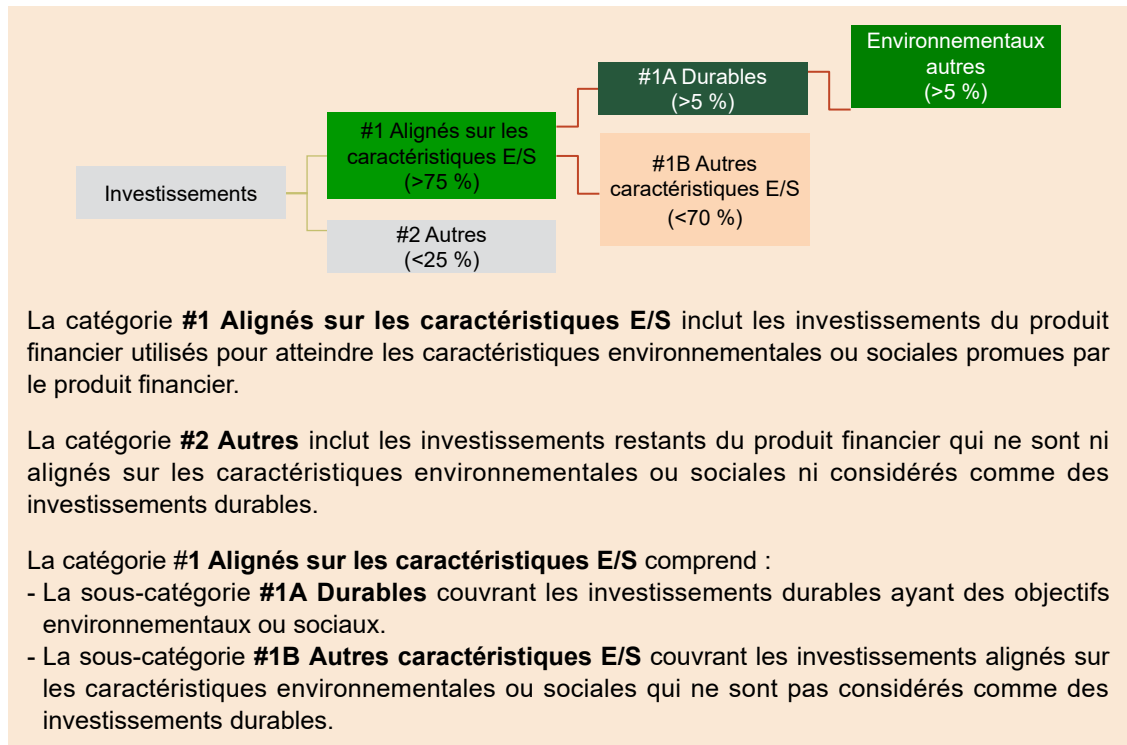 Environnementaux
autres
(>5 %)
#1A Durables
(>5 %)
#1 Alignés sur les
caractéristiques E/S
(>75 %)
#1B Autres
caractéristiques E/S
(<70 %)
Investissements
#2 Autres
(<25 %)
La catégorie #1 Alignés sur les caractéristiques E/S inclut les investissements du produit
financier utilisés pour atteindre les caractéristiques environnementales ou sociales promues par
le produit financier.
La catégorie #2 Autres inclut les investissements restants du produit financier qui ne sont ni
alignés sur les caractéristiques environnementales ou sociales ni considérés comme des
investissements durables.
La catégorie #1 Alignés sur les caractéristiques E/S comprend :
- La sous-catégorie #1A Durables couvrant les investissements durables ayant des objectifs
environnementaux ou sociaux.
- La sous-catégorie #1B Autres caractéristiques E/S couvrant les investissements alignés sur
les caractéristiques environnementales ou sociales qui ne sont pas considérés comme des
investissements durables.